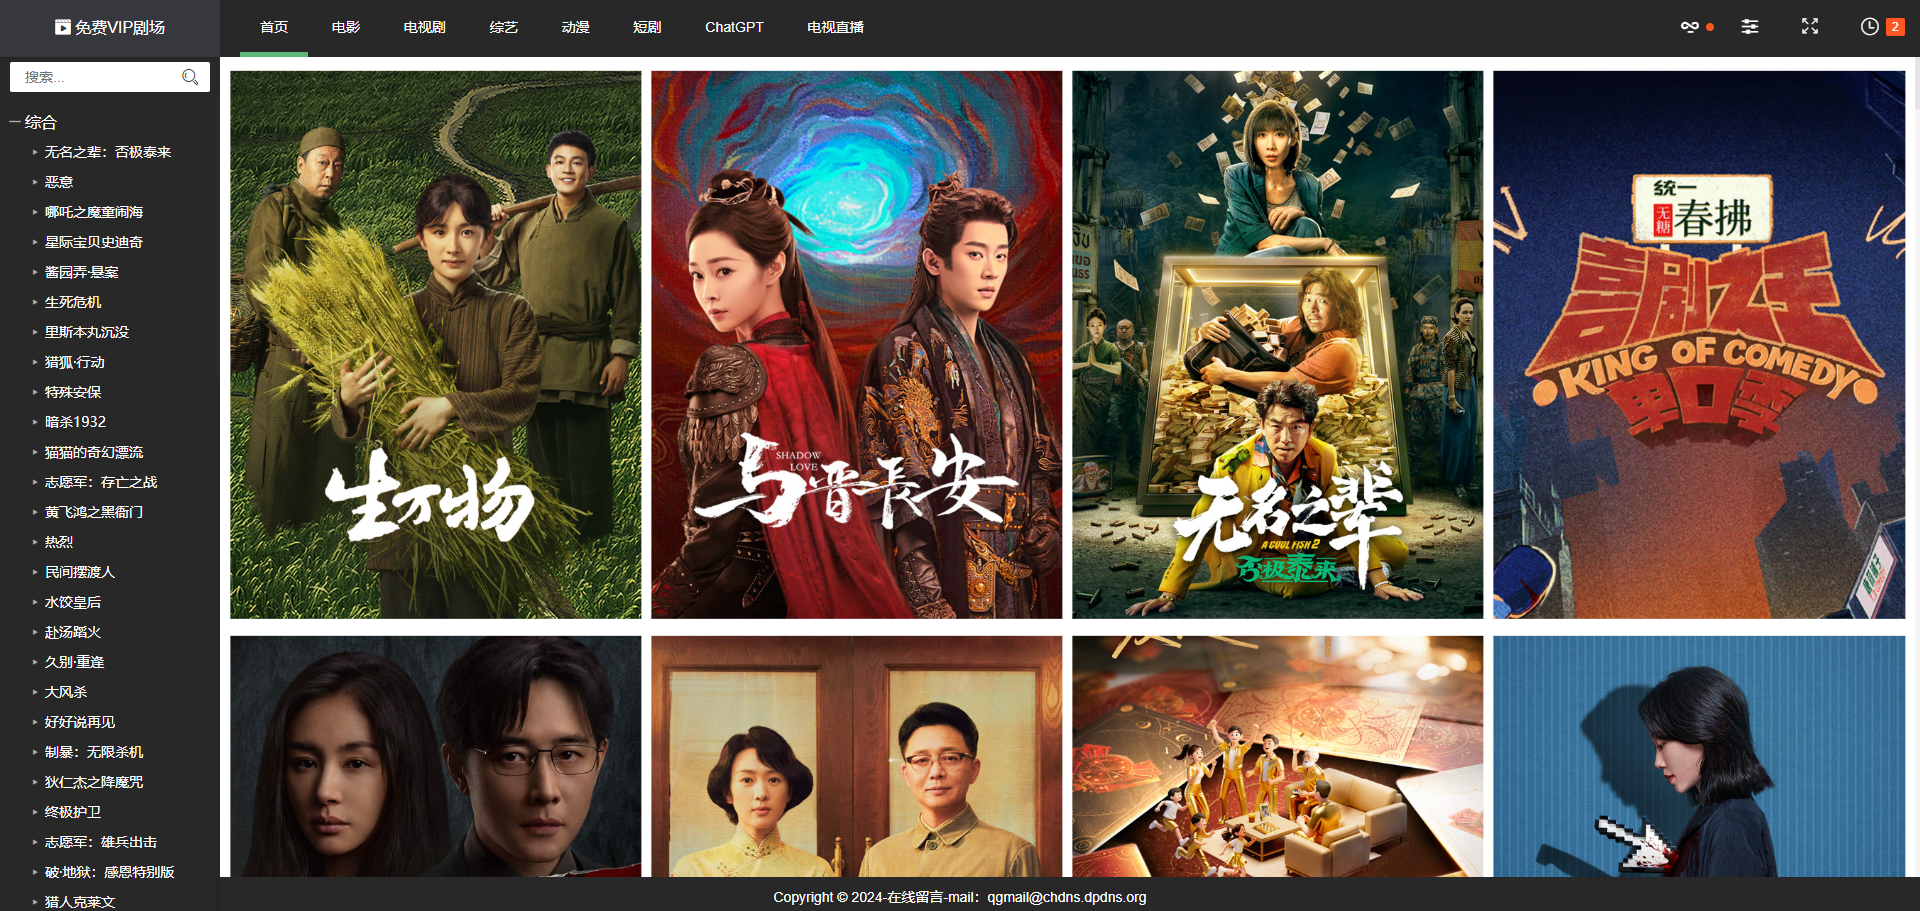 免费VIP剧场
首页
电影
电视剧
综艺
动漫
短剧
ChatGPT
电视直播
2
搜索...
综合
无名之辈：否极泰来
恶意
哪吒之魔童闹海
星际宝贝史迪奇
酱园弄·悬案
生死危机
里斯本丸沉没
猎狐·行动
特殊安保
暗杀1932
猫猫的奇幻漂流
志愿军：存亡之战
黄飞鸿之黑衙门
热烈
民间摆渡人
水饺皇后
赴汤蹈火
久别·重逢
大风杀
好好说再见
制暴：无限杀机
狄仁杰之降魔咒
终极护卫
志愿军：雄兵出击
破·地狱：感恩特别版
猎人克莱文
生万物
SHADOW
LOVE
与晋長安
无名之辈
A COOL FISH 2
否极泰来
統一
无糖
春拂
喜剧之王
KING OF COMEDY
单口季
Copyright © 2024-在线留言-mail：qgmail@chdns.dpdns.org